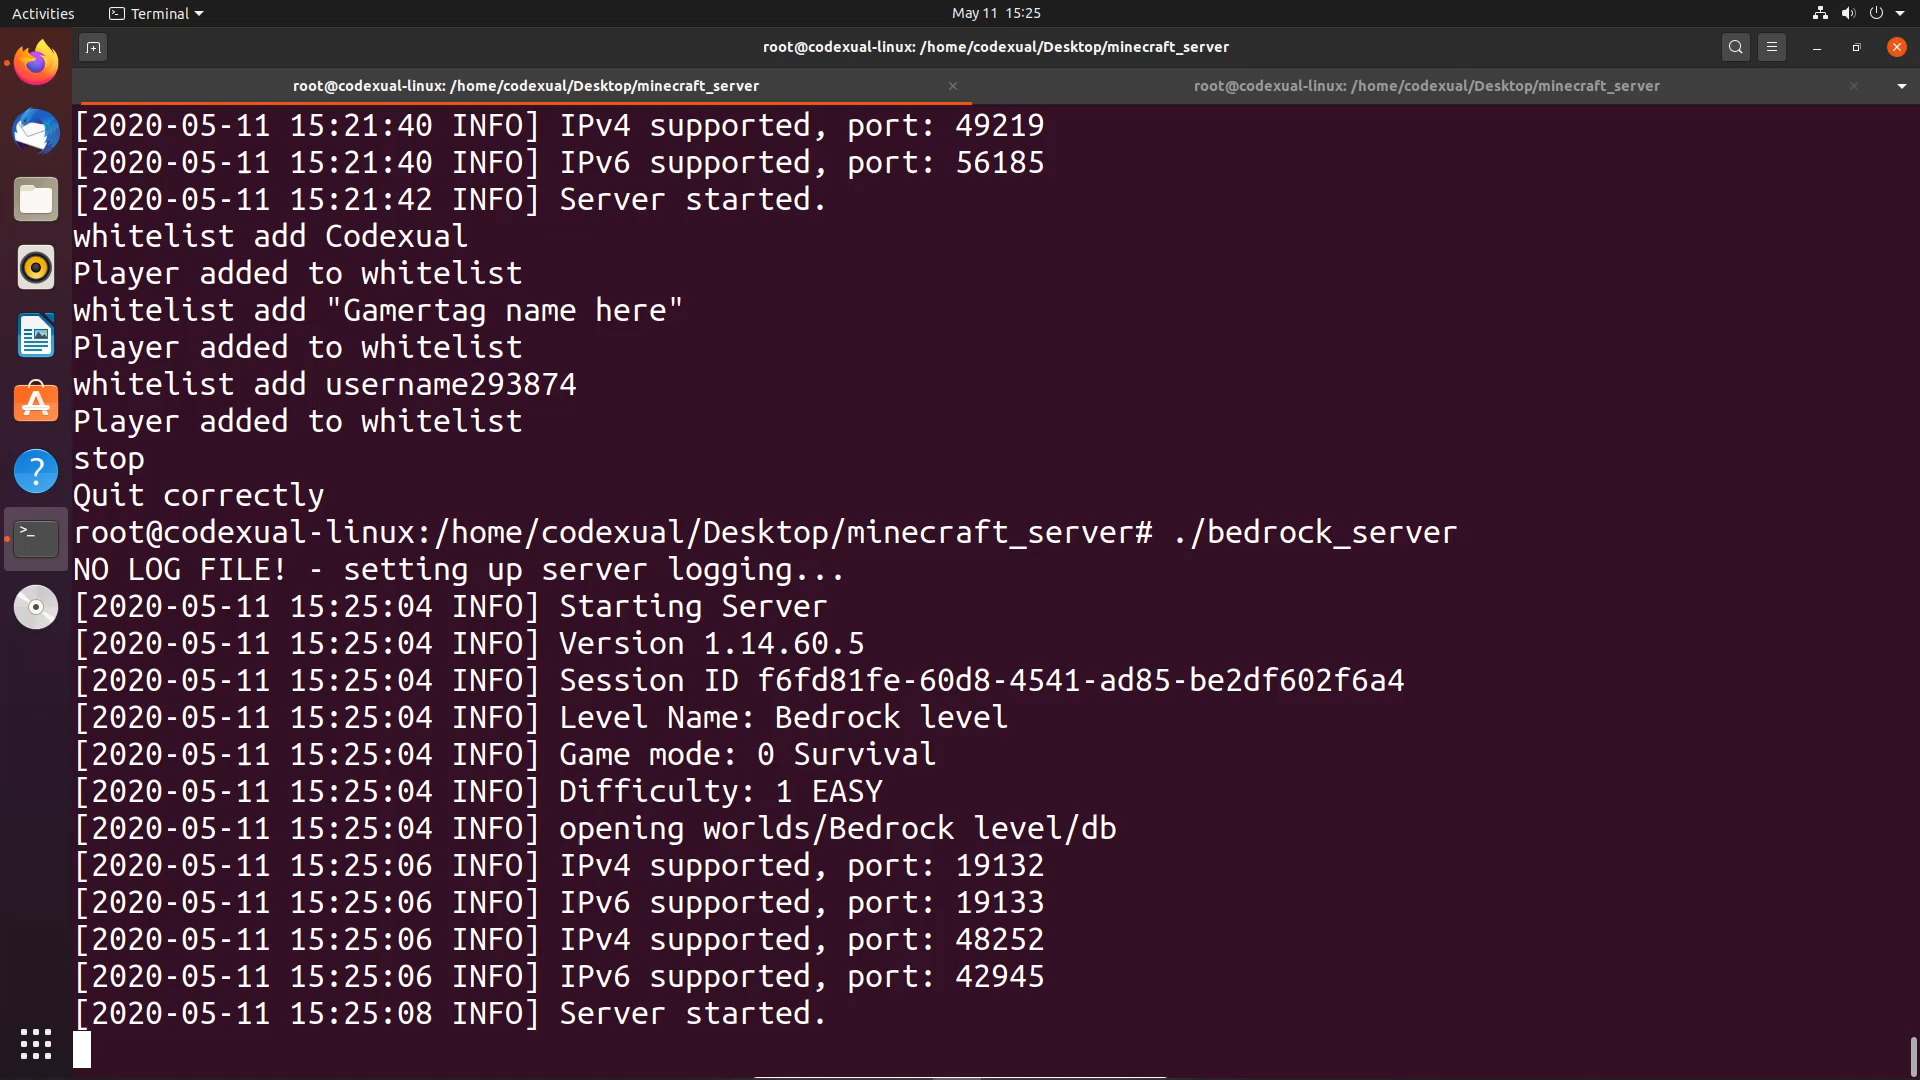 Activities
Terminal
May 11 15:25
root@codexual-linux: /home/codexual/Desktop/minecraft_server
root@codexual-linux: /home/codexual/Desktop/minecraft_server
root@codexual-linux: /home/codexual/Desktop/minecraft_server
[2020-05-11 15:21:40 INFO] IPv4 supported, port: 49219
[2020-05-11 15:21:40 INFO] IPv6 supported, port: 56185
[2020-05-11 15:21:42 INFO] Server started.
whitelist add Codexual
Player added to whitelist
whitelist add "Gamertag name here"
Player added to whitelist
whitelist add username293874
Player added to whitelist
stop
Quit correctly
root@codexual-linux:/home/codexual/Desktop/minecraft_server# ./bedrock_server
NO LOG FILE! - setting up server logging...
[2020-05-11 15:25:04 INFO] Starting Server
[2020-05-11 15:25:04 INFO] Version 1.14.60.5
[2020-05-11 15:25:04 INFO] Session ID f6fd81fe-60d8-4541-ad85-be2df602f6a4
[2020-05-11 15:25:04 INFO] Level Name: Bedrock level
[2020-05-11 15:25:04 INFO] Game mode: 0 Survival
[2020-05-11 15:25:04 INFO] Difficulty: 1 EASY
[2020-05-11 15:25:04 INFO] opening worlds/Bedrock level/db
[2020-05-11 15:25:06 INFO] IPv4 supported, port: 19132
[2020-05-11 15:25:06 INFO] IPv6 supported, port: 19133
[2020-05-11 15:25:06 INFO] IPv4 supported, port: 48252
[2020-05-11 15:25:06 INFO] IPv6 supported, port: 42945
[2020-05-11 15:25:08 INFO] Server started.